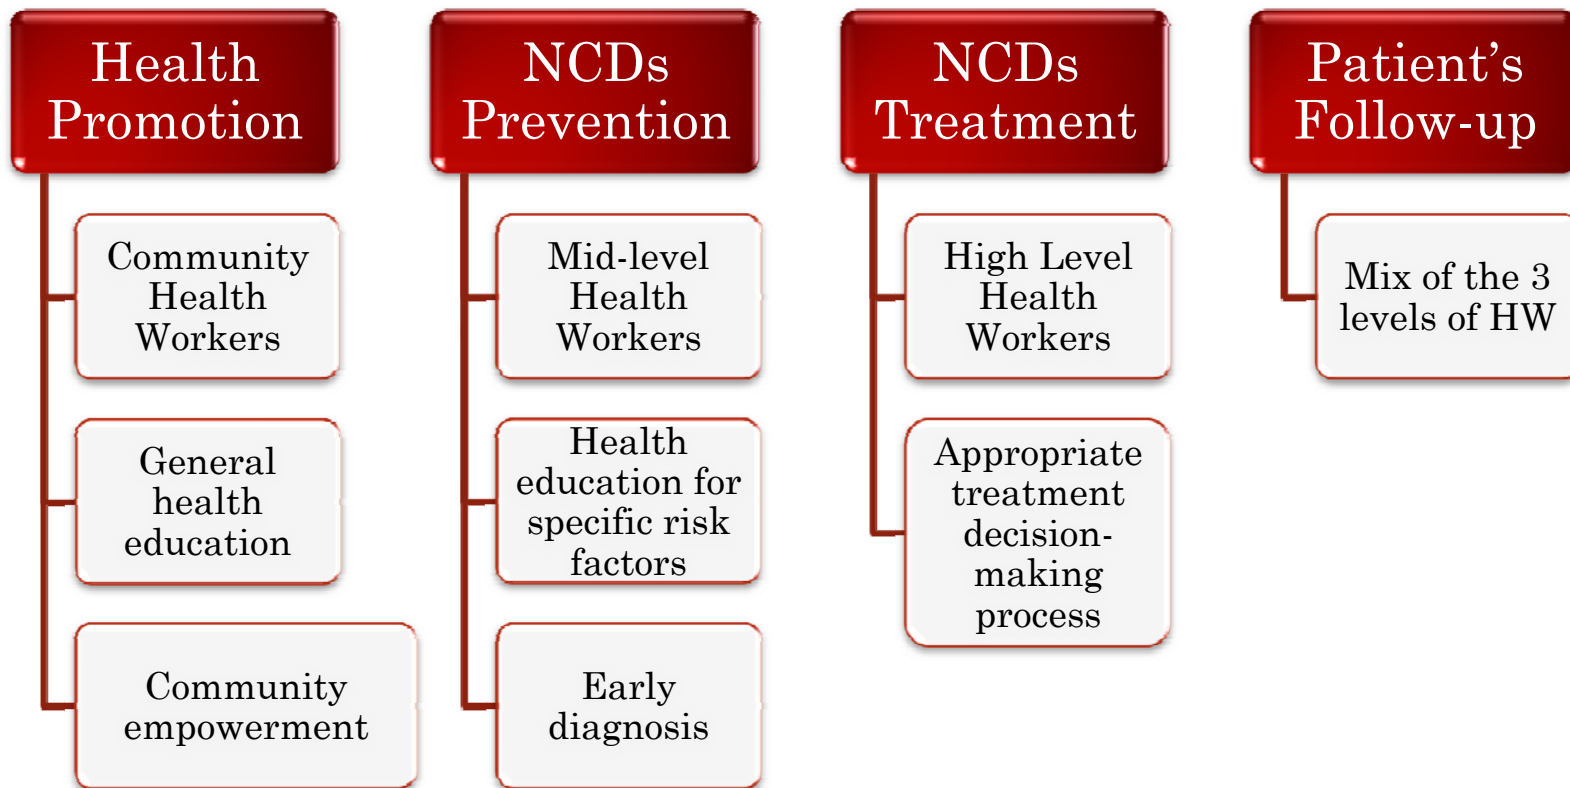 Health
Promotion
Community
Health
Workers
General
health
education
Community
empowerment
NCDs
Prevention
Mid-level
Health
Workers
Health
education for
specific risk
factors
Early
diagnosis
NCDs
Treatment
High Level
Health
Workers
Appropriate
treatment
decision-
making
process
Patient’s
Follow-up
Mix of the 3
levels of HW